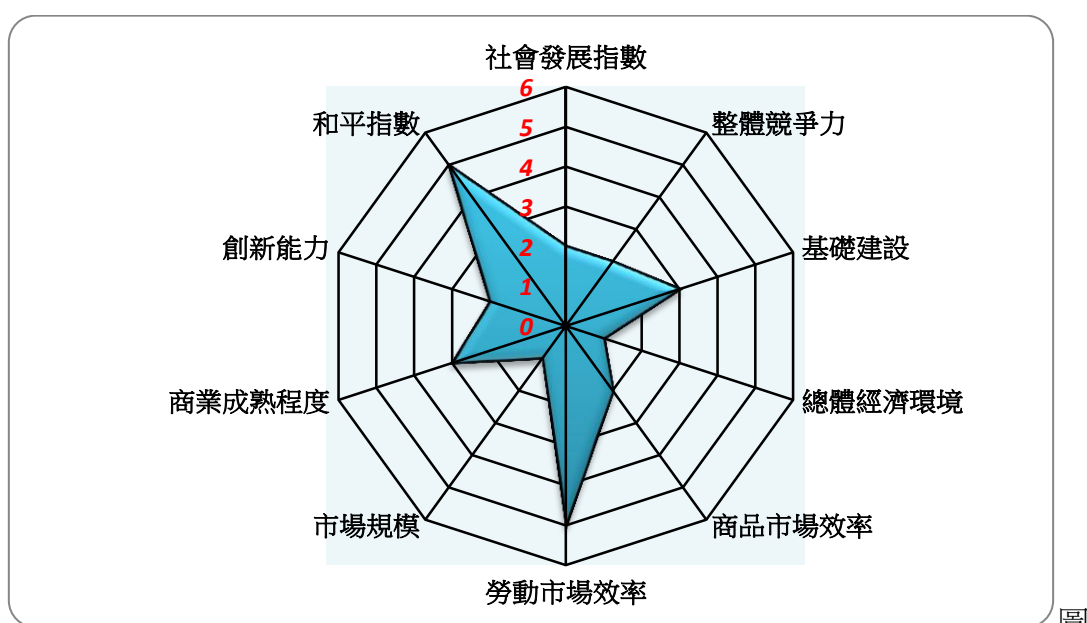 社會發展指數
整體競爭力
基礎建設
總體經濟環境
商品市場效率
勞動市場效率
市場規模
商業成熟程度
創新能力
和平指數
6
5
4
3
2
1
0
圖